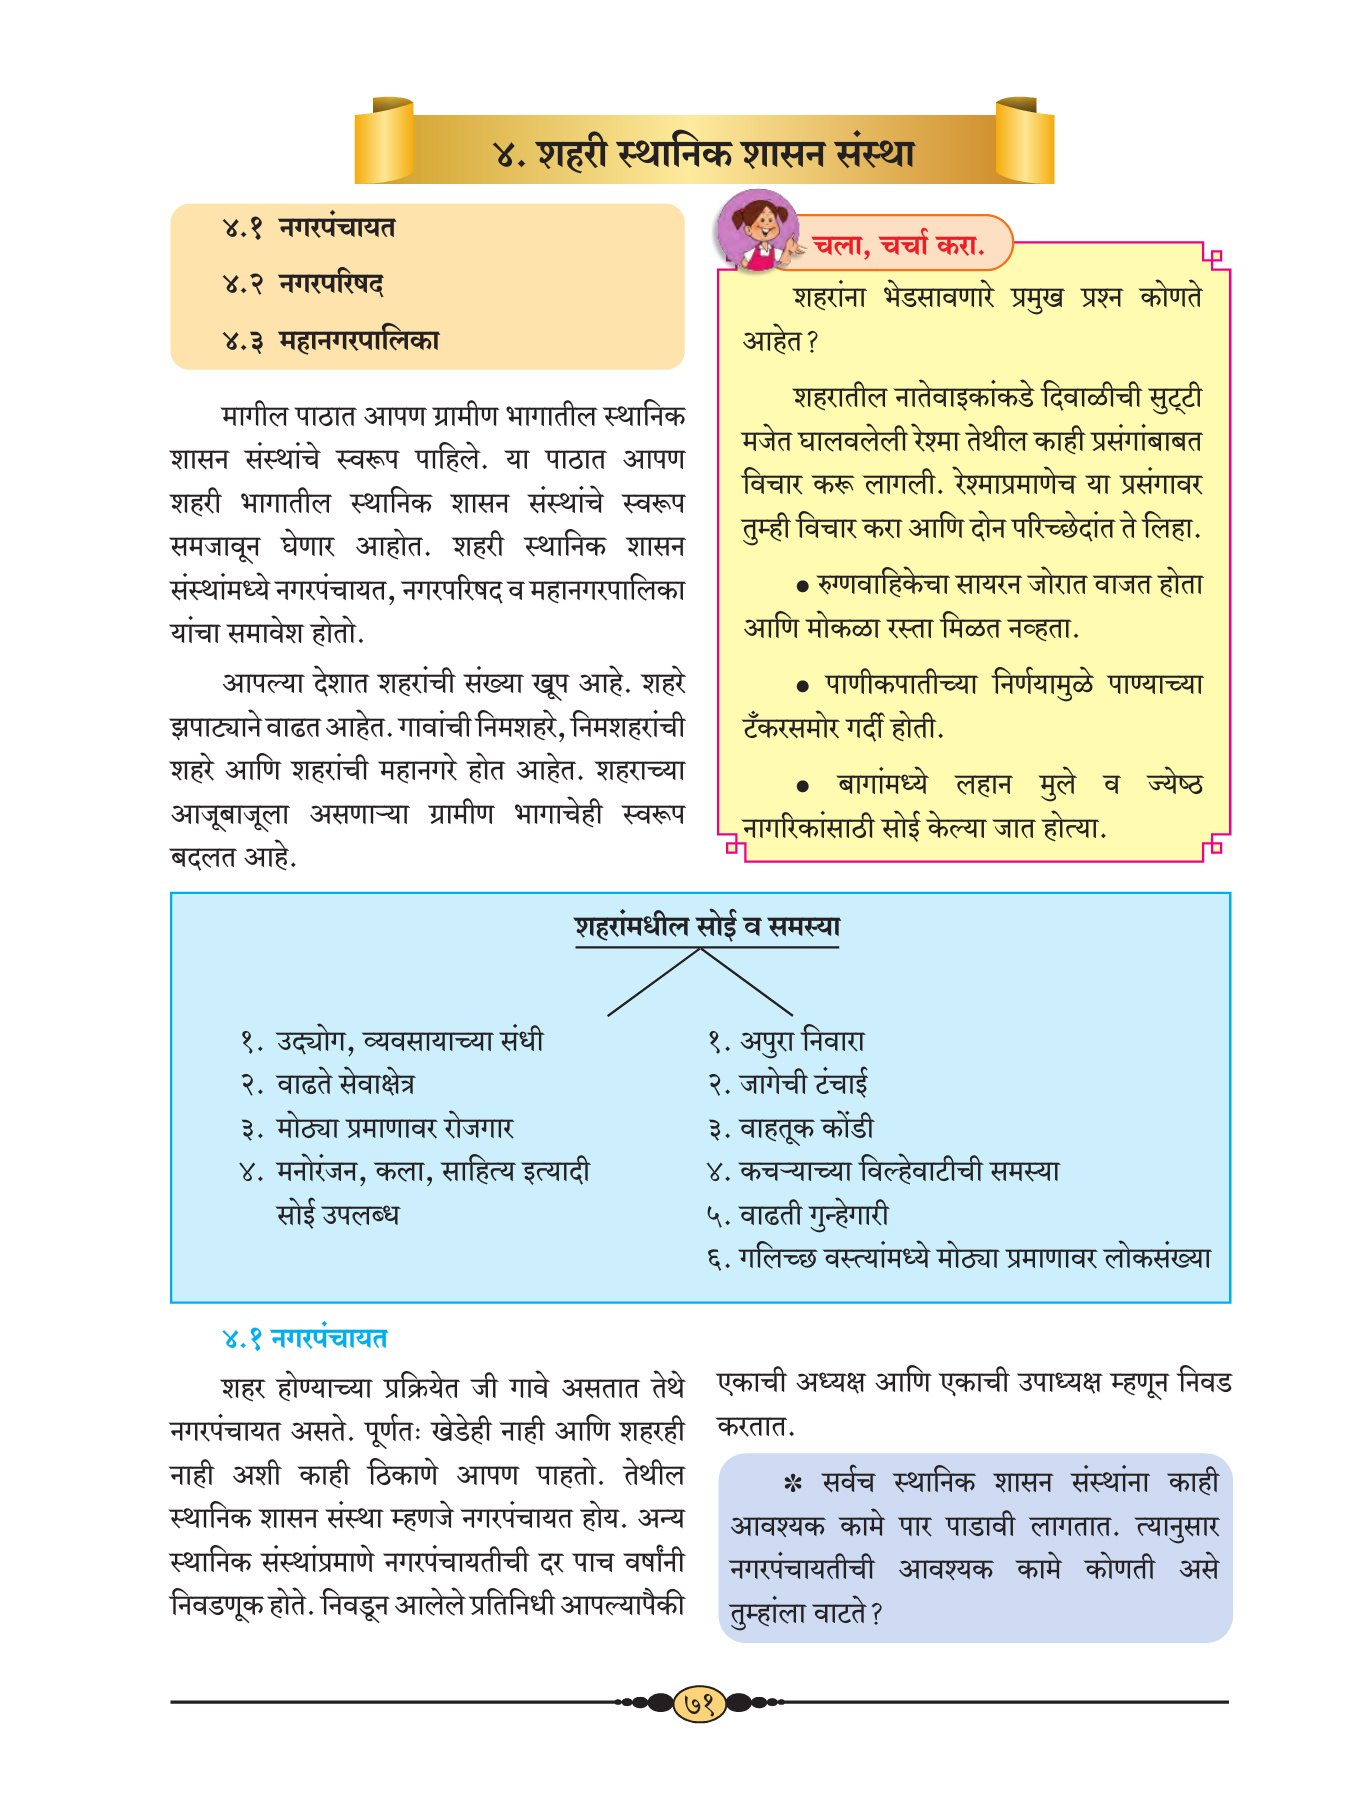 ४. शहरी स्थानिक शासन संस्था
४.१ नगरपंचायत
४.२ नगरपरिषद
४.३ महानगरपालिका
मागील पाठात आपण ग्रामीण भागातील स्थानिक
शासन संस्थांचे स्वरूप पाहिले. या पाठात आपण
शहरी भागातील स्थानिक शासन संस्थांचे स्वरूप
समजावून घेणार आहोत. शहरी स्थानिक शासन
संस्थांमध्ये नगरपंचायत, नगरपरिषद व महानगरपालिका
यांचा समावेश होतो.
आपल्या देशात शहरांची संख्या खूप आहे. शहरे
झपाट्याने वाढत आहेत. गावांची निमशहरे, निमशहरांची
शहरे आणि शहरांची महानगरे होत आहेत. शहराच्या
आजूबाजूला असणाऱ्या ग्रामीण भागाचेही स्वरूप
बदलत आहे.
चला, चर्चा करा.
शहरांना भेडसावणारे प्रमुख प्रश्न कोणते
आहेत?
शहरातील नातेवाइकांकडे दिवाळीची सुट्टी
मजेत घालवलेली रेश्मा तेथील काही प्रसंगांबाबत
विचार करू लागली. रेश्माप्रमाणेच या प्रसंगावर
तुम्ही विचार करा आणि दोन परिच्छेदांत ते लिहा.
● रुग्णवाहिकेचा सायरन जोरात वाजत होता
आणि मोकळा रस्ता मिळत नव्हता.
● पाणीकपातीच्या निर्णयामुळे पाण्याच्या
टँकरसमोर गर्दी होती.
● बागांमध्ये लहान मुले व ज्येष्ठ
नागरिकांसाठी सोई केल्या जात होत्या.
शहरांमधील सोई व समस्या
१. उद्योग, व्यवसायाच्या संधी
२. वाढते सेवाक्षेत्र
३. मोठ्या प्रमाणावर रोजगार
४. मनोरंजन, कला, साहित्य इत्यादी
सोई उपलब्ध
१. अपुरा निवारा
२. जागेची टंचाई
३. वाहतूक कोंडी
४. कचऱ्याच्या विल्हेवाटीची समस्या
५. वाढती गुन्हेगारी
६. गलिच्छ वस्त्यांमध्ये मोठ्या प्रमाणावर लोकसंख्या
४.१ नगरपंचायत
शहर होण्याच्या प्रक्रियेत जी गावे असतात तेथे
नगरपंचायत असते. पूर्णतः खेडेही नाही आणि शहरही
नाही अशी काही ठिकाणे आपण पाहतो. तेथील
स्थानिक शासन संस्था म्हणजे नगरपंचायत होय. अन्य
स्थानिक संस्थांप्रमाणे नगरपंचायतीची दर पाच वर्षांनी
निवडणूक होते. निवडून आलेले प्रतिनिधी आपल्यापैकी
एकाची अध्यक्ष आणि एकाची उपाध्यक्ष म्हणून निवड
करतात.
✽ सर्वच स्थानिक शासन संस्थांना काही
आवश्यक कामे पार पाडावी लागतात. त्यानुसार
नगरपंचायतीची आवश्यक कामे कोणती असे
तुम्हांला वाटते?
७१